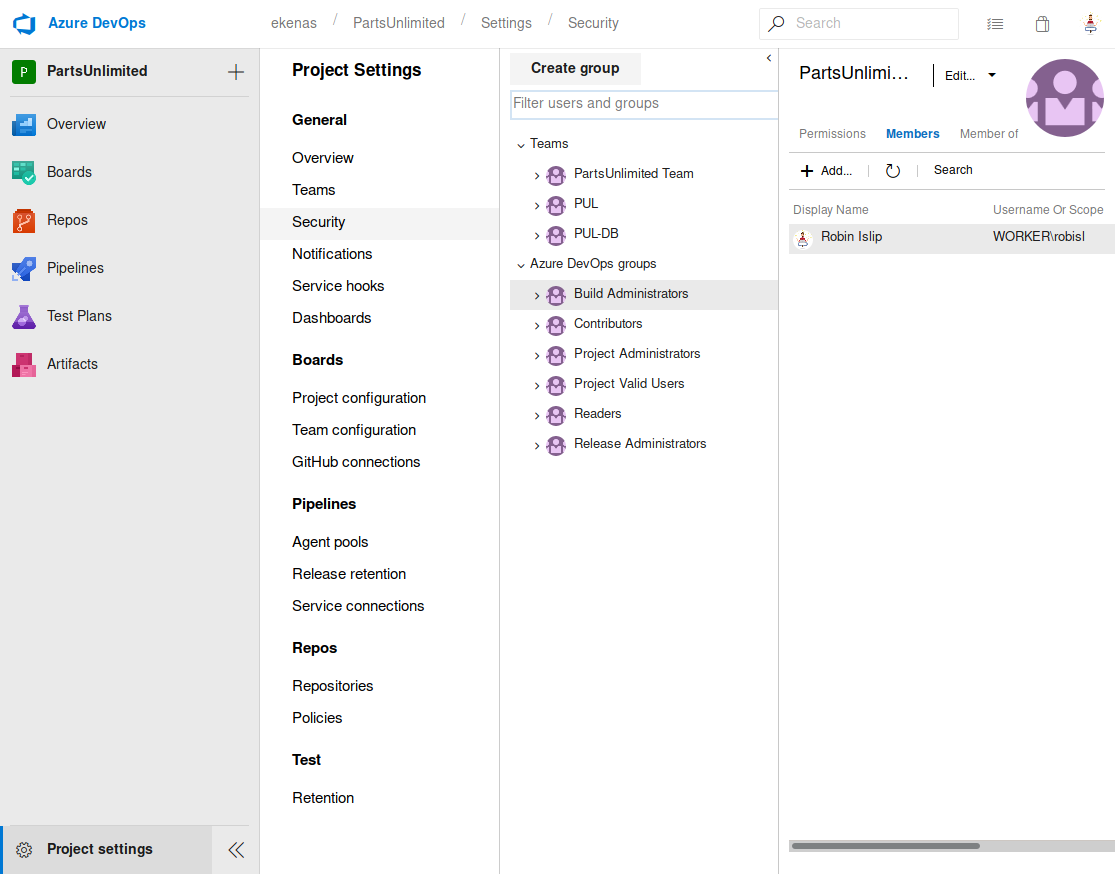 Azure DevOps
ekenas / PartsUnlimited / Settings / Security
Search
P PartsUnlimited
Overview
Boards
Repos
Pipelines
Test Plans
Artifacts
Project settings
Project Settings
General
Overview
Teams
Security
Notifications
Service hooks
Dashboards
Boards
Project configuration
Team configuration
GitHub connections
Pipelines
Agent pools
Release retention
Service connections
Repos
Repositories
Policies
Test
Retention
Create group
Filter users and groups
Teams
PartsUnlimited Team
PUL
PUL-DB
Azure DevOps groups
Build Administrators
Contributors
Project Administrators
Project Valid Users
Readers
Release Administrators
PartsUnlimi... Edit...
Permissions Members Member of
Add... Search
Display Name Username Or Scope
Robin Islip WORKER\robisl